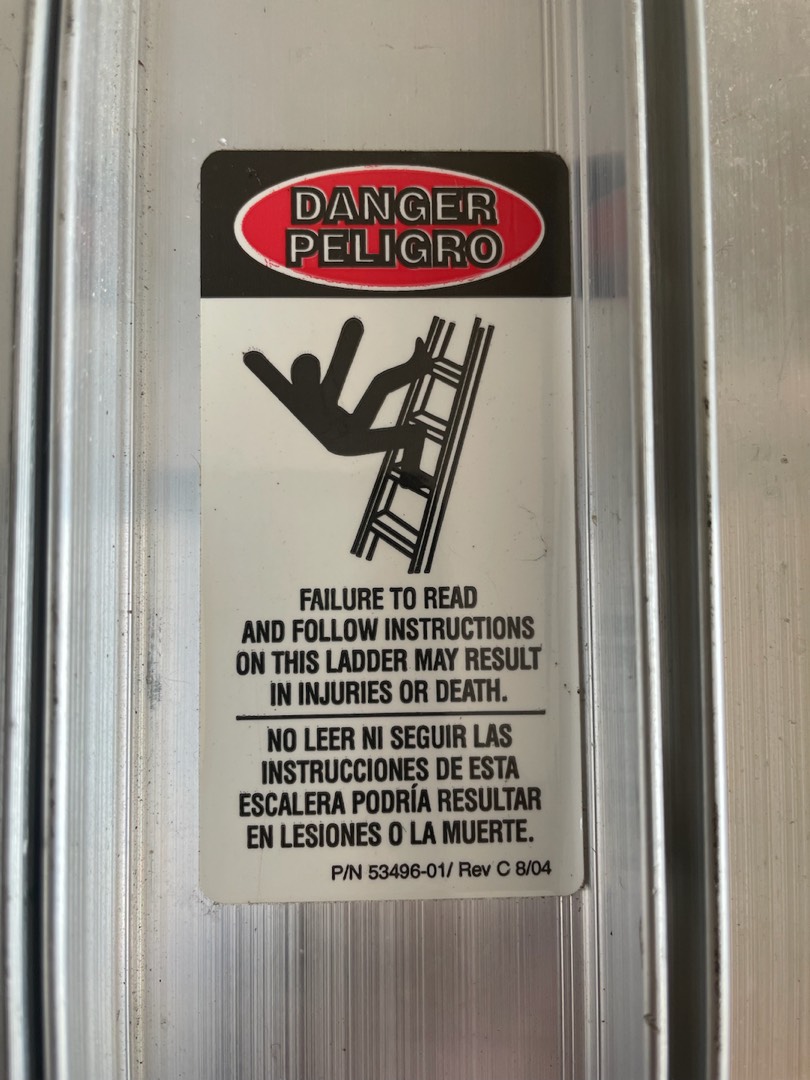 DANGER
PELIGRO
FAILURE TO READ
AND FOLLOW INSTRUCTIONS
ON THIS LADDER MAY RESULT
IN INJURIES OR DEATH.
NO LEER NI SEGUIR LAS
INSTRUCCIONES DE ESTA
ESCALERA PODRÍA RESULTAR
EN LESIONES O LA MUERTE.
P/N 53496-01/ Rev C 8/04